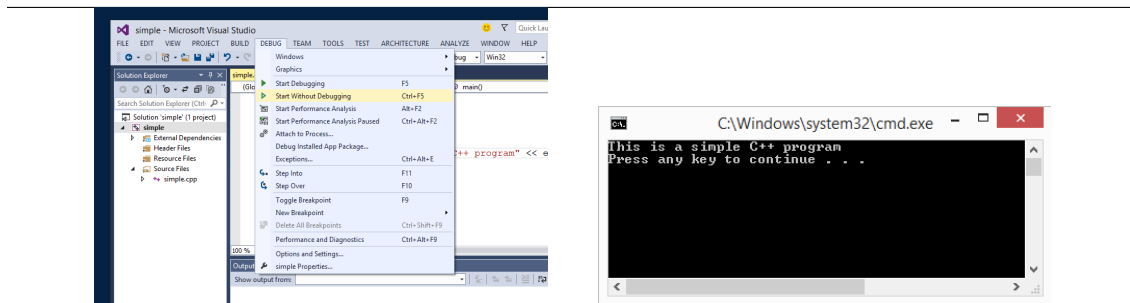 simple - Microsoft Visual Studio
Quick Lau
FILE EDIT VIEW PROJECT BUILD DEBUG TEAM TOOLS TEST ARCHITECTURE ANALYZE WINDOW HELP
bug Win32
Solution Explorer
simple.
(Glo
main()
Search Solution Explorer (Ctrl-
Solution 'simple' (1 project)
simple
External Dependencies
Header Files
Resource Files
Source Files
simple.cpp
Windows
Graphics
Start Debugging F5
Start Without Debugging Ctrl+F5
Start Performance Analysis Alt+F2
Start Performance Analysis Paused Ctrl+Alt+F2
Attach to Process...
Debug Installed App Package...
Exceptions... Ctrl+Alt+E
Step Into F11
Step Over F10
Toggle Breakpoint F9
New Breakpoint
Delete All Breakpoints Ctrl+Shift+F9
Performance and Diagnostics Ctrl+Alt+F9
Options and Settings...
simple Properties...
C++ program" << e
100 %
Output
Show output from:
C:\Windows\system32\cmd.exe
This is a simple C++ program
Press any key to continue . . .